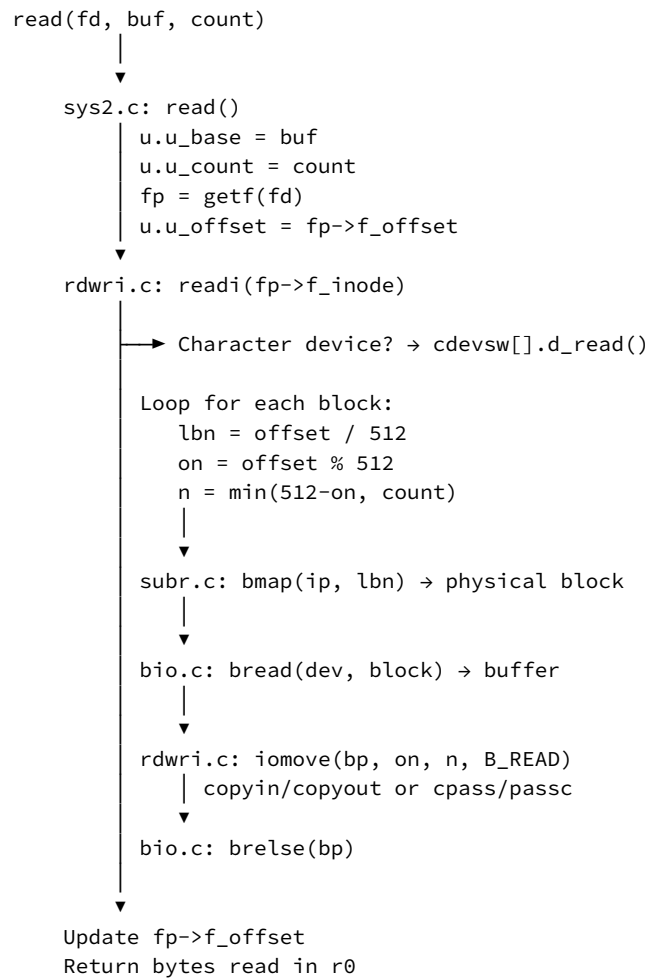 read(fd, buf, count)
sys2.c: read()
u.u_base = buf
u.u_count = count
fp = getf(fd)
u.u_offset = fp->f_offset
rdwri.c: readi(fp->f_inode)
Character device? → cdevsw[].d_read()
Loop for each block:
lbn = offset / 512
on = offset % 512
n = min(512-on, count)
subr.c: bmap(ip, lbn) → physical block
bio.c: bread(dev, block) → buffer
rdwri.c: iomove(bp, on, n, B_READ)
copyin/copyout or cpass/passc
bio.c: brelse(bp)
Update fp->f_offset
Return bytes read in r0